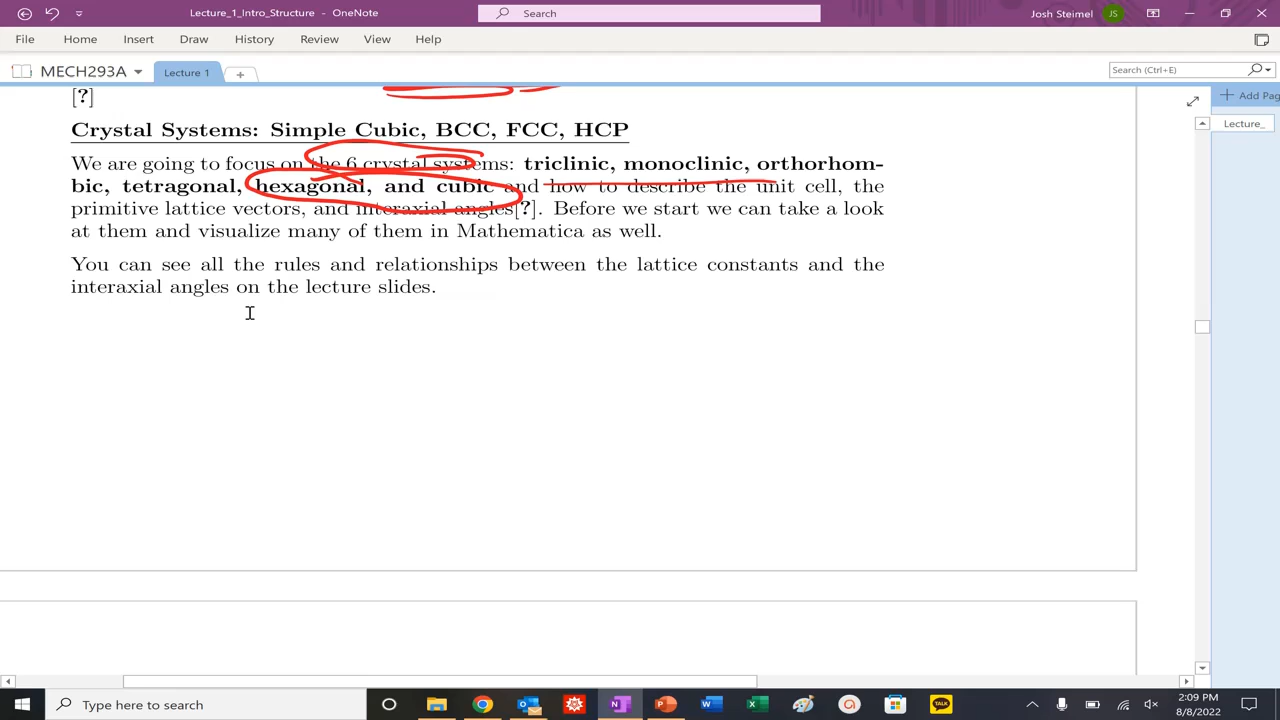 Lecture_1_Intro_Structure - OneNote
Search
Josh Steimel
JS
File Home Insert Draw History Review View Help
MECH293A
Lecture 1
Search (Ctrl+E)
[?]
Add Pag
Crystal Systems: Simple Cubic, BCC, FCC, HCP
Lecture_
We are going to focus on the 6 crystal systems: triclinic, monoclinic, orthorhom-
bic, tetragonal, hexagonal, and cubic and how to describe the unit cell, the
primitive lattice vectors, and interaxial angles[?]. Before we start we can take a look
at them and visualize many of them in Mathematica as well.
You can see all the rules and relationships between the lattice constants and the
interaxial angles on the lecture slides.
Type here to search
TALK
2:09 PM
8/8/2022